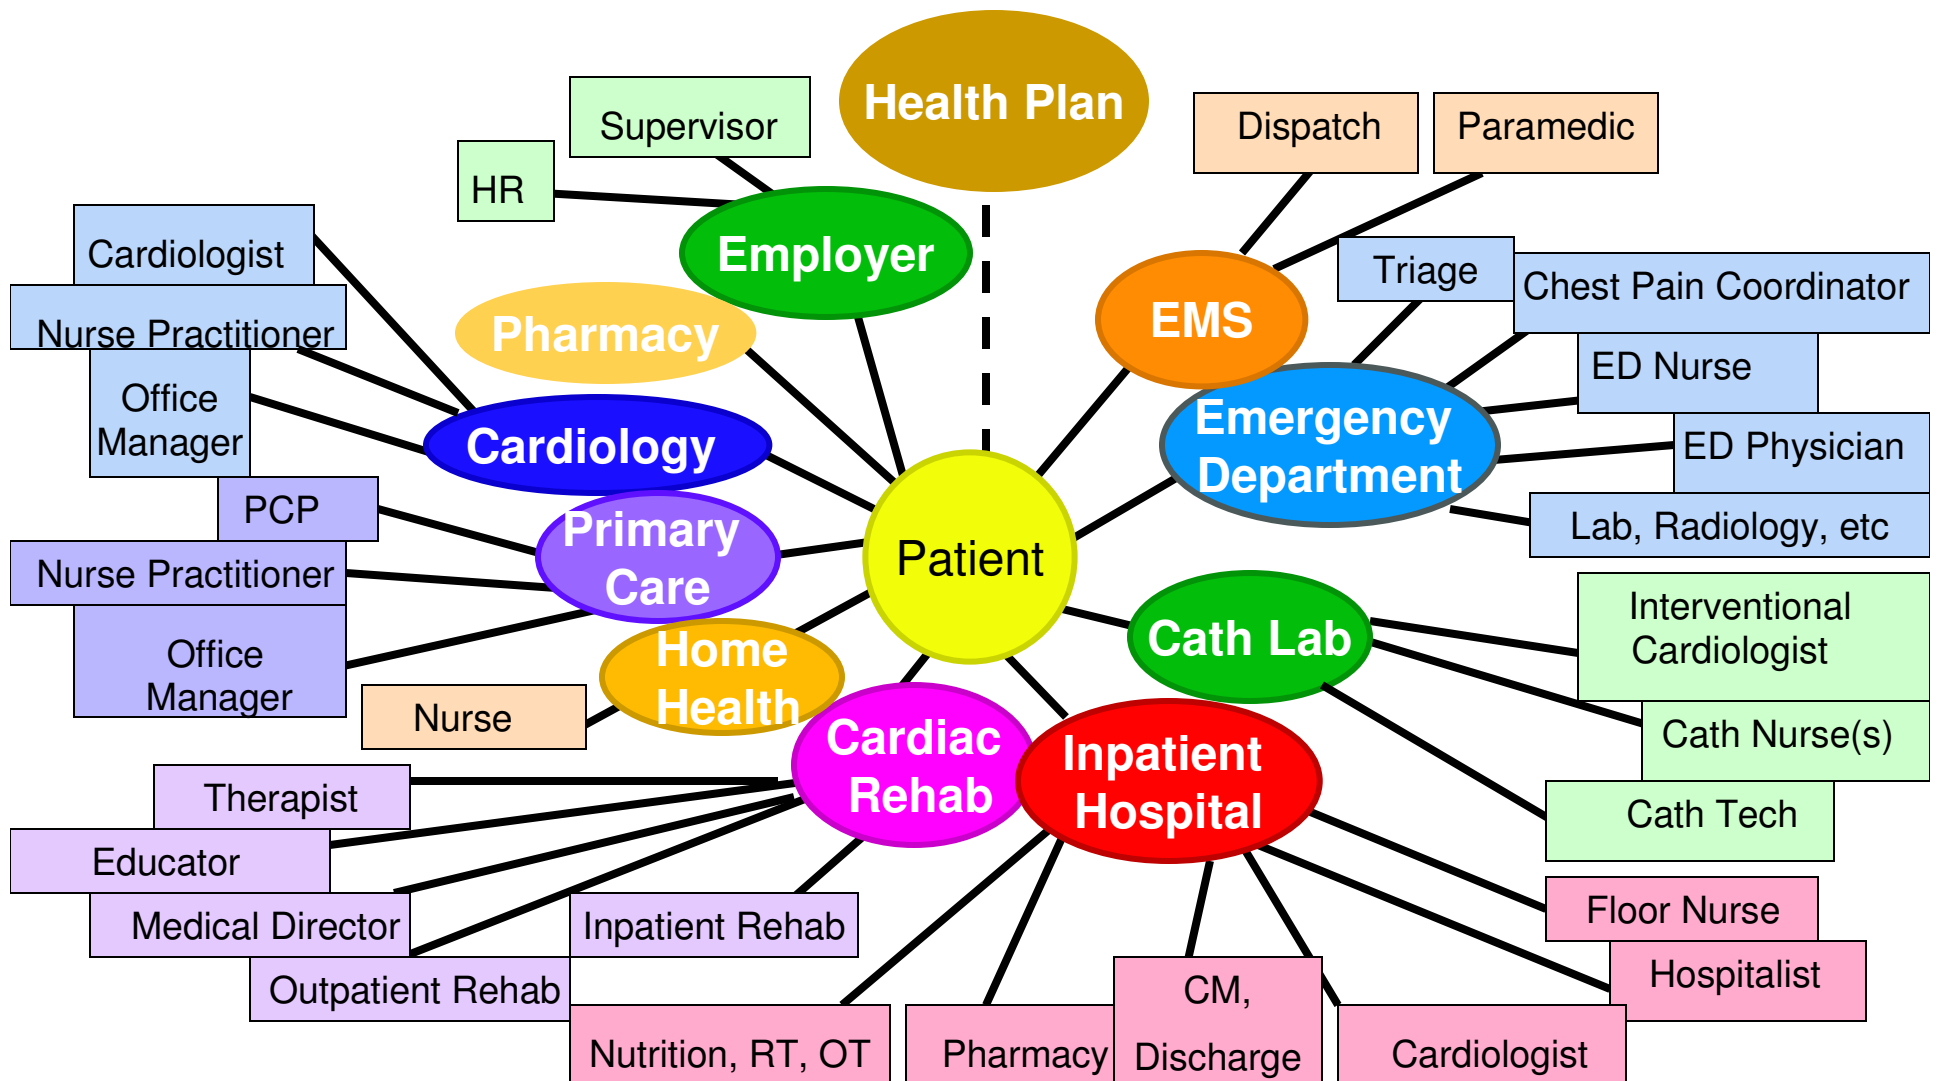 Health Plan
Supervisor
Dispatch
Paramedic
HR
Employer
Cardiologist
Triage
Chest Pain Coordinator
Nurse Practitioner
Pharmacy
EMS
ED Nurse
Office
Manager
Cardiology
Emergency
Department
ED Physician
PCP
Primary
Care
Patient
Lab, Radiology, etc
Nurse Practitioner
Interventional
Cardiologist
Office
Manager
Home
Health
Cath Lab
Nurse
Cath Nurse(s)
Cardiac
Rehab
Inpatient
Hospital
Therapist
Cath Tech
Educator
Floor Nurse
Medical Director
Inpatient Rehab
Hospitalist
Outpatient Rehab
CM,
Discharge
Nutrition, RT, OT
Pharmacy
Cardiologist